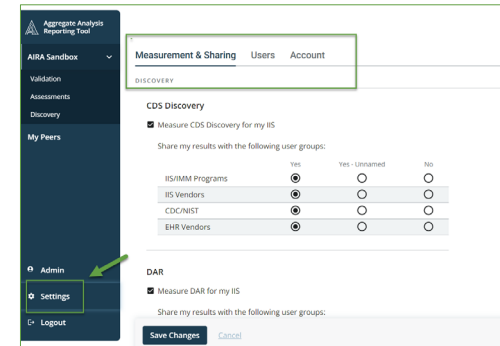 Aggregate Analysis
Reporting Tool
AIRA Sandbox
Validation
Assessments
Discovery
My Peers
Admin
Settings
Logout
Measurement & Sharing Users Account
DISCOVERY
CDS Discovery
Measure CDS Discovery for my IIS
Share my results with the following user groups:
Yes Yes - Unnamed No
IIS/IMM Programs
IIS Vendors
CDC/NIST
EHR Vendors
DAR
Measure DAR for my IIS
Share my results with the following user groups:
Save Changes Cancel